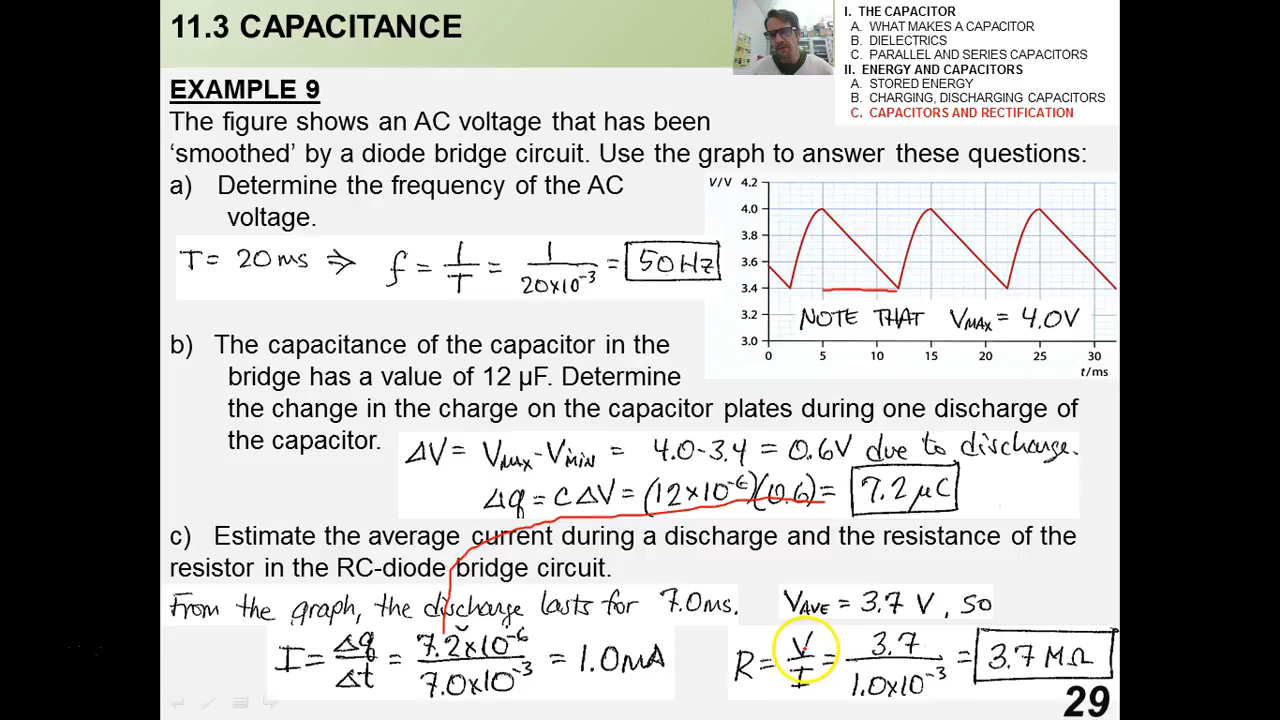 11.3 CAPACITANCE
I. THE CAPACITOR
A. WHAT MAKES A CAPACITOR
B. DIELECTRICS
C. PARALLEL AND SERIES CAPACITORS
II. ENERGY AND CAPACITORS
A. STORED ENERGY
B. CHARGING, DISCHARGING CAPACITORS
C. CAPACITORS AND RECTIFICATION
EXAMPLE 9
The figure shows an AC voltage that has been
‘smoothed’ by a diode bridge circuit. Use the graph to answer these questions:
a) Determine the frequency of the AC
voltage.
T = 20 ms ⇒ f = 1/T = 1/20×10⁻³ = 50 Hz
V/V
4.2
4.0
3.8
3.6
3.4
3.2
3.0
NOTE THAT V_MAX = 4.0V
0 5 10 15 20 25 30
t/ms
b) The capacitance of the capacitor in the
bridge has a value of 12 µF. Determine
the change in the charge on the capacitor plates during one discharge of
the capacitor.
ΔV = V_MAX - V_MIN = 4.0-3.4 = 0.6V due to discharge.
Δq = CΔV = (12×10⁻⁶)(0.6) = 7.2 µC
c) Estimate the average current during a discharge and the resistance of the
resistor in the RC-diode bridge circuit.
From the graph, the discharge lasts for 7.0ms.
I = Δq/Δt = 7.2×10⁻⁶/7.0×10⁻³ = 1.0mA
V_AVE = 3.7 V, so
R = V/I = 3.7/1.0×10⁻³ = 3.7 MΩ
29